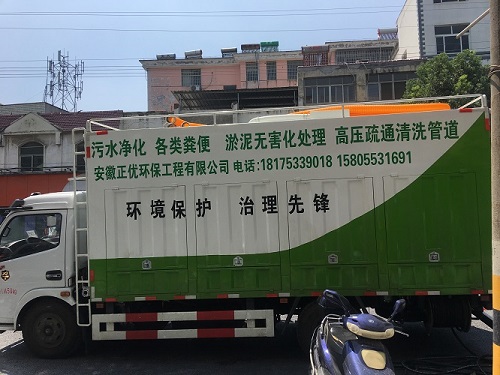 污水净化 各类粪便 淤泥无害化处理 高压疏通清洗管道
安徽正优环保工程有限公司 电话:18175339018 15805531691
环境保护 治理先锋